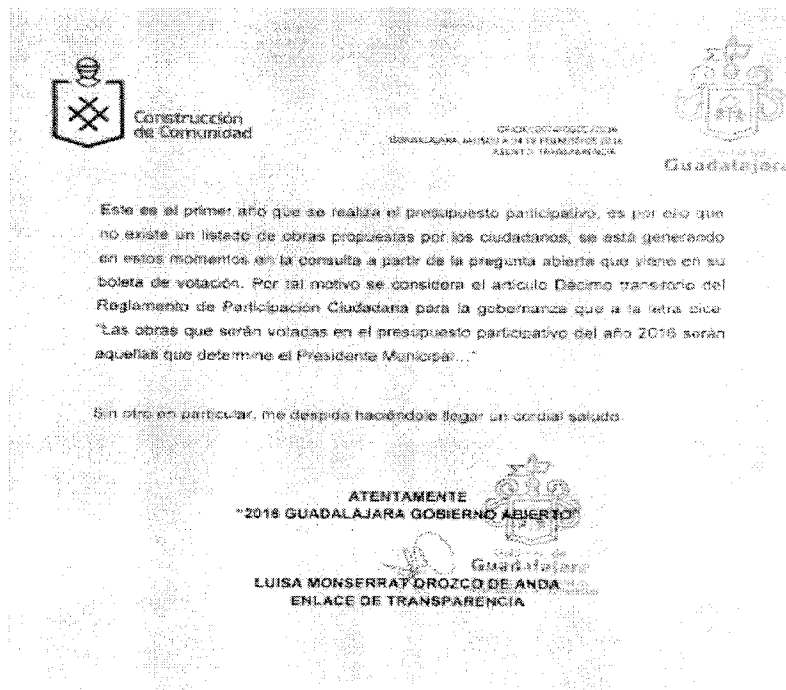 Construcción
de Comunidad
ASUNTO: TRANSPARENCIA
Guadalajara
Este es el primer año que se realiza el presupuesto participativo, es por ello que
no existe un listado de obras propuestas por los ciudadanos, se está generando
en estos momentos en la consulta a partir de la pregunta abierta que viene en su
boleta de votación. Por tal motivo se considera el artículo Décimo transitorio del
Reglamento de Participación Ciudadana para la gobernanza que a la letra dice
"Las obras que serán votadas en el presupuesto participativo del año 2016 serán
aquellas que determine el Presidente Municipal..."
Sin otro en particular, me despido haciéndole llegar un cordial saludo.
ATENTAMENTE
"2016 GUADALAJARA GOBIERNO ABIERTO"
Guadalajara
LUISA MONSERRAT OROZCO DE ANDA
ENLACE DE TRANSPARENCIA